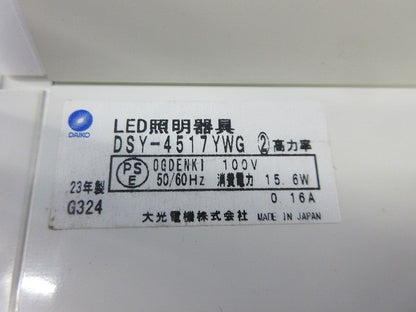 DAIKO
LED照明器具
DSY-4517YWG ②高力率
PS
E
OGDENKI 100V
50/60Hz 消費電力 15.6W
0.16A
23年製
G324
大光電機株式会社 MADE IN JAPAN